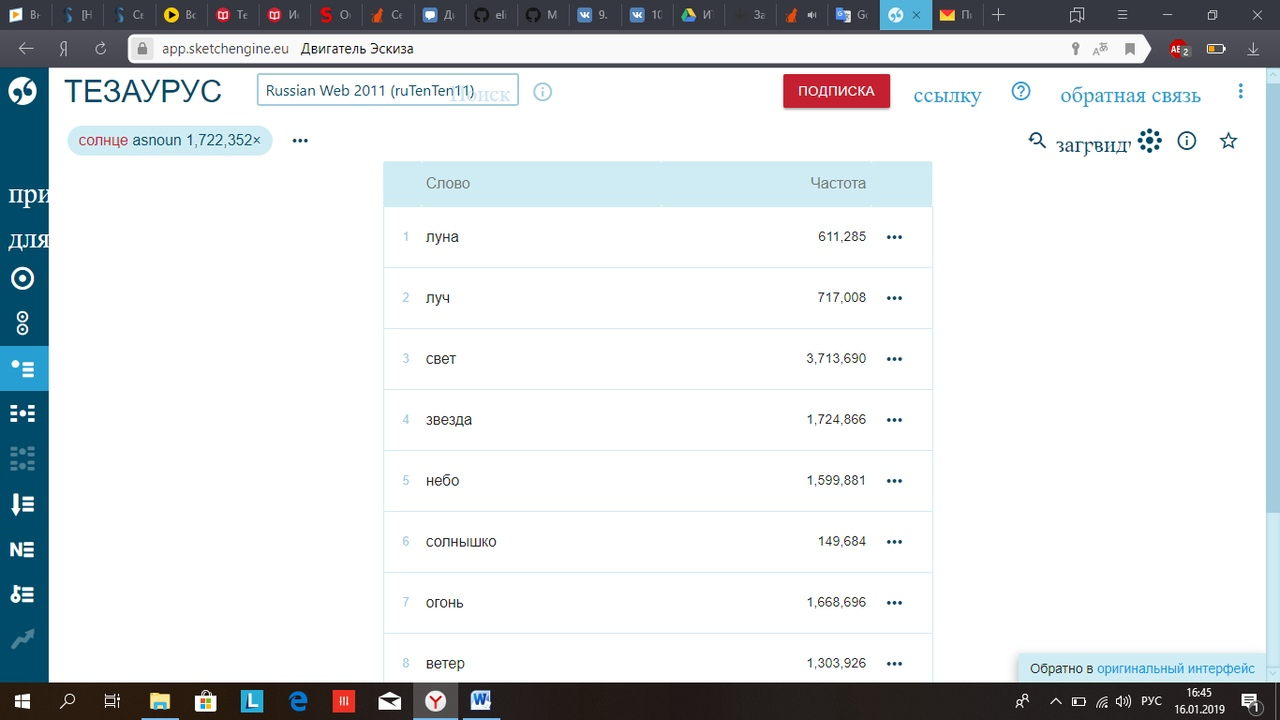 app.sketchengine.eu Двигатель Эскиза
ТЕЗАУРУС
Russian Web 2011 (ruTenTen11)
Поиск
ПОДПИСКА
ссылку
обратная связь
солнце asnoun 1,722,352×
при
для
Слово Частота
1 луна 611,285
2 луч 717,008
3 свет 3,713,690
4 звезда 1,724,866
5 небо 1,599,881
6 солнышко 149,684
7 огонь 1,668,696
8 ветер 1,303,926
Обратно в оригинальный интерфейс
РУС
16:45
16.01.2019